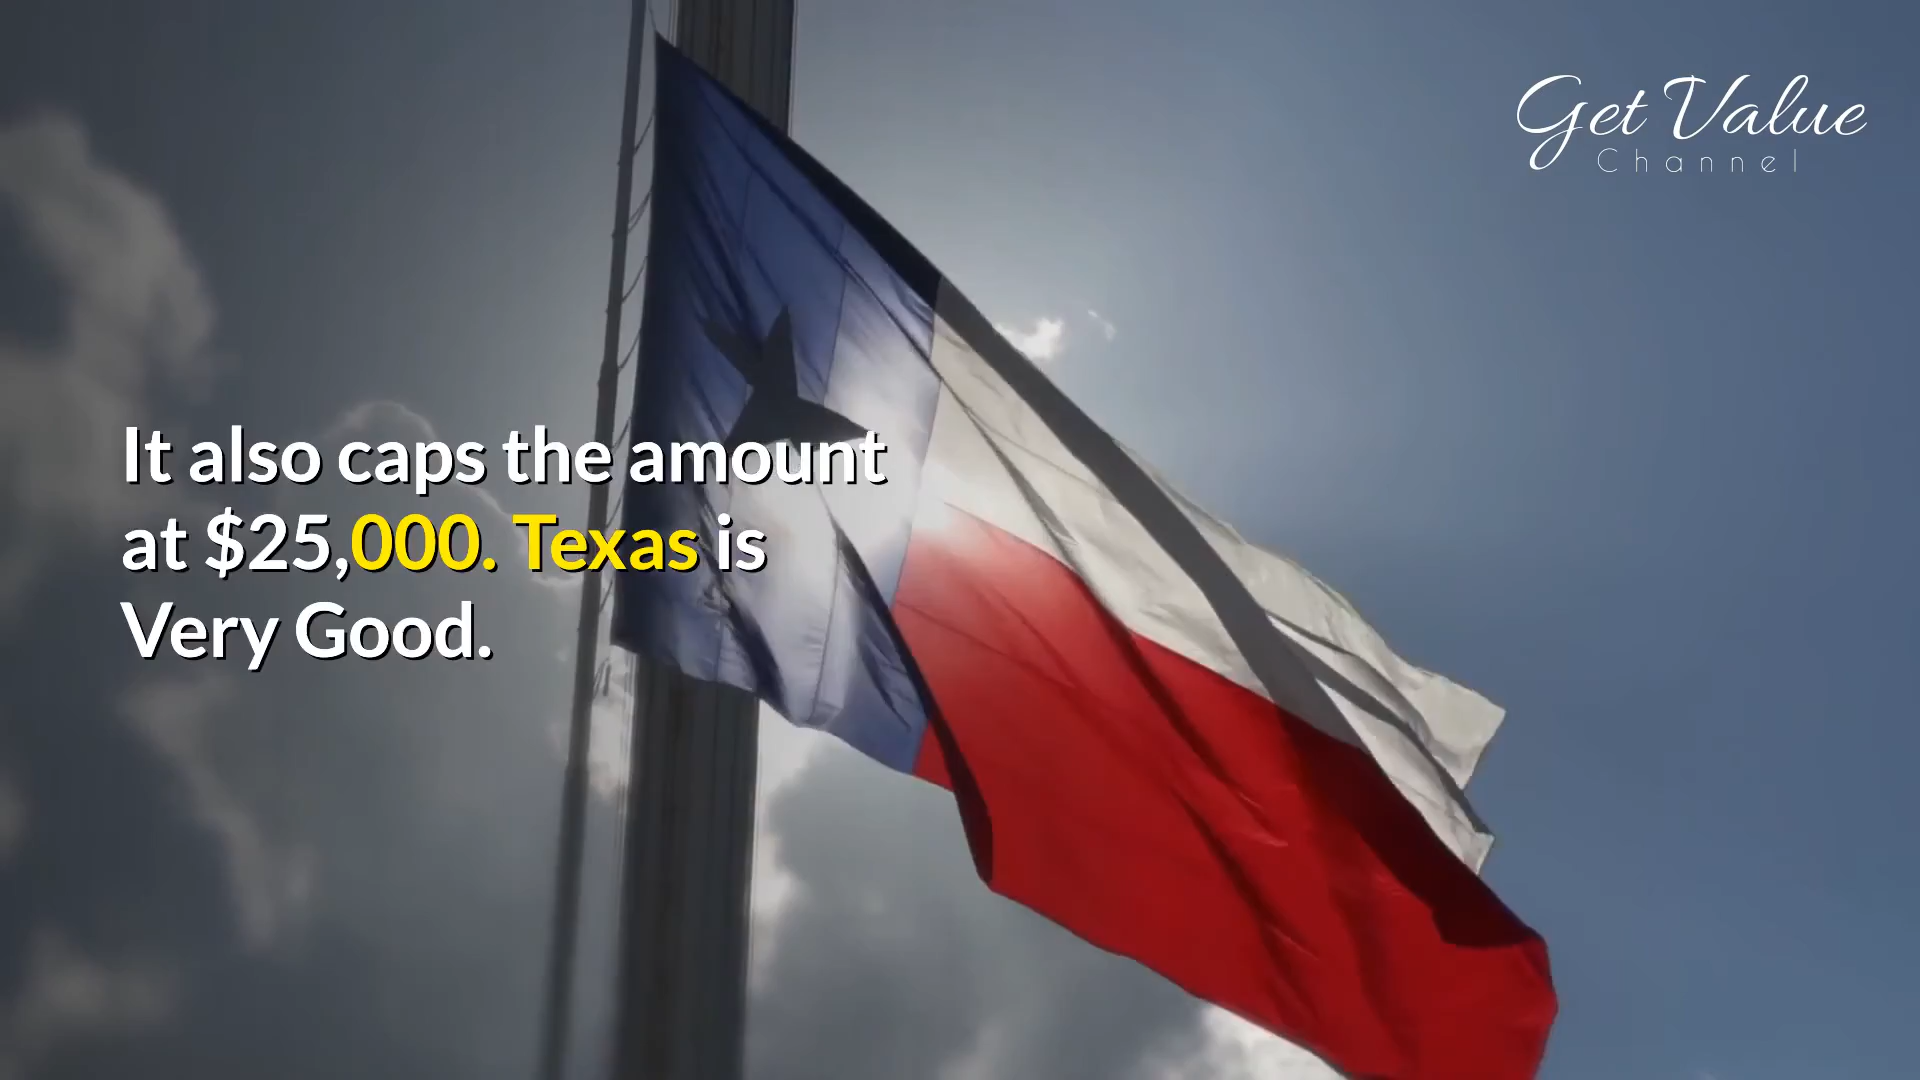 Get Value
Channel
It also caps the amount
at $25,000. Texas is
Very Good.